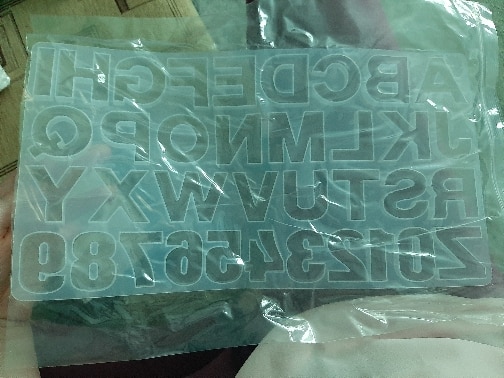 ABCDEFGHI
JKLMNOPQ
RSTUVWXY
Z0123456789